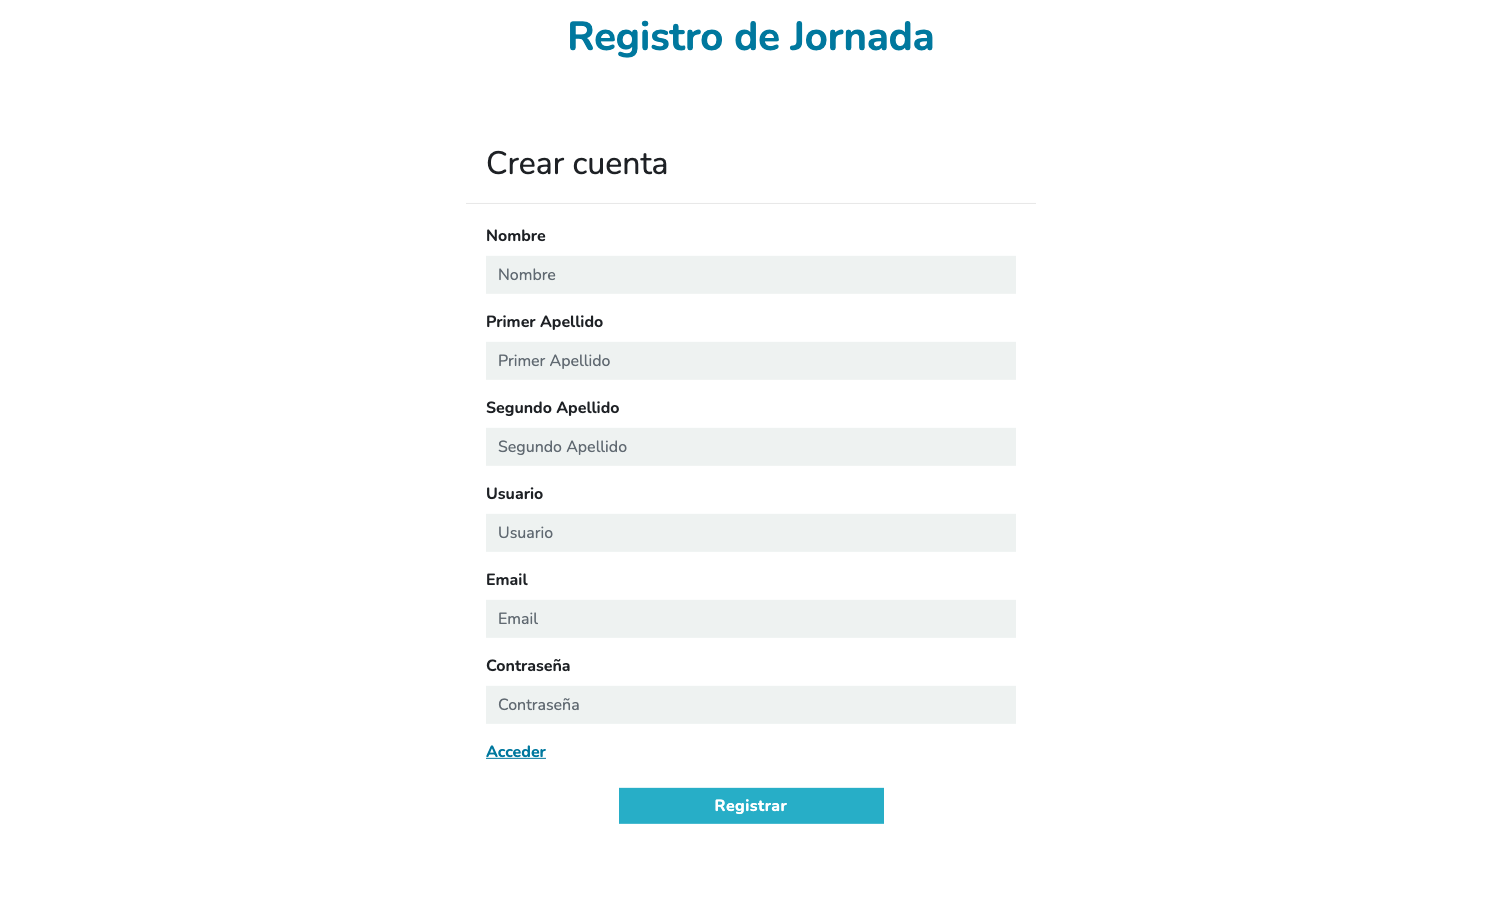 Registro de Jornada
Crear cuenta
Nombre
Nombre
Primer Apellido
Primer Apellido
Segundo Apellido
Segundo Apellido
Usuario
Usuario
Email
Email
Contraseña
Contraseña
Acceder
Registrar